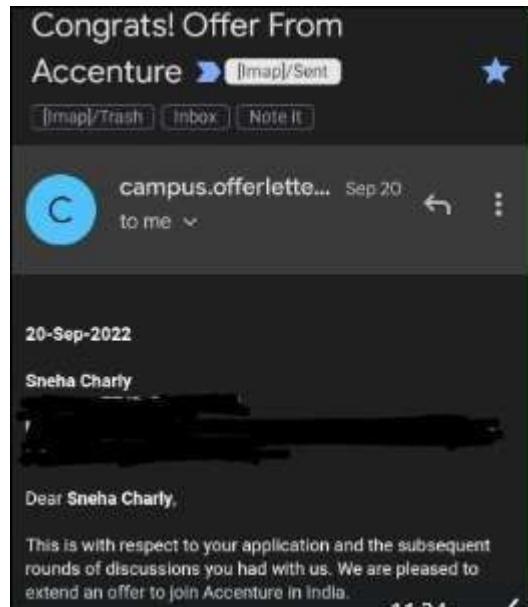 Congrats! Offer From
Accenture [Imap]/Sent
[Imap]/Trash Inbox Note it
C
campus.offerlette... Sep 20
to me
20-Sep-2022
Sneha Charly
Dear Sneha Charly,
This is with respect to your application and the subsequent
rounds of discussions you had with us. We are pleased to
extend an offer to join Accenture in India.